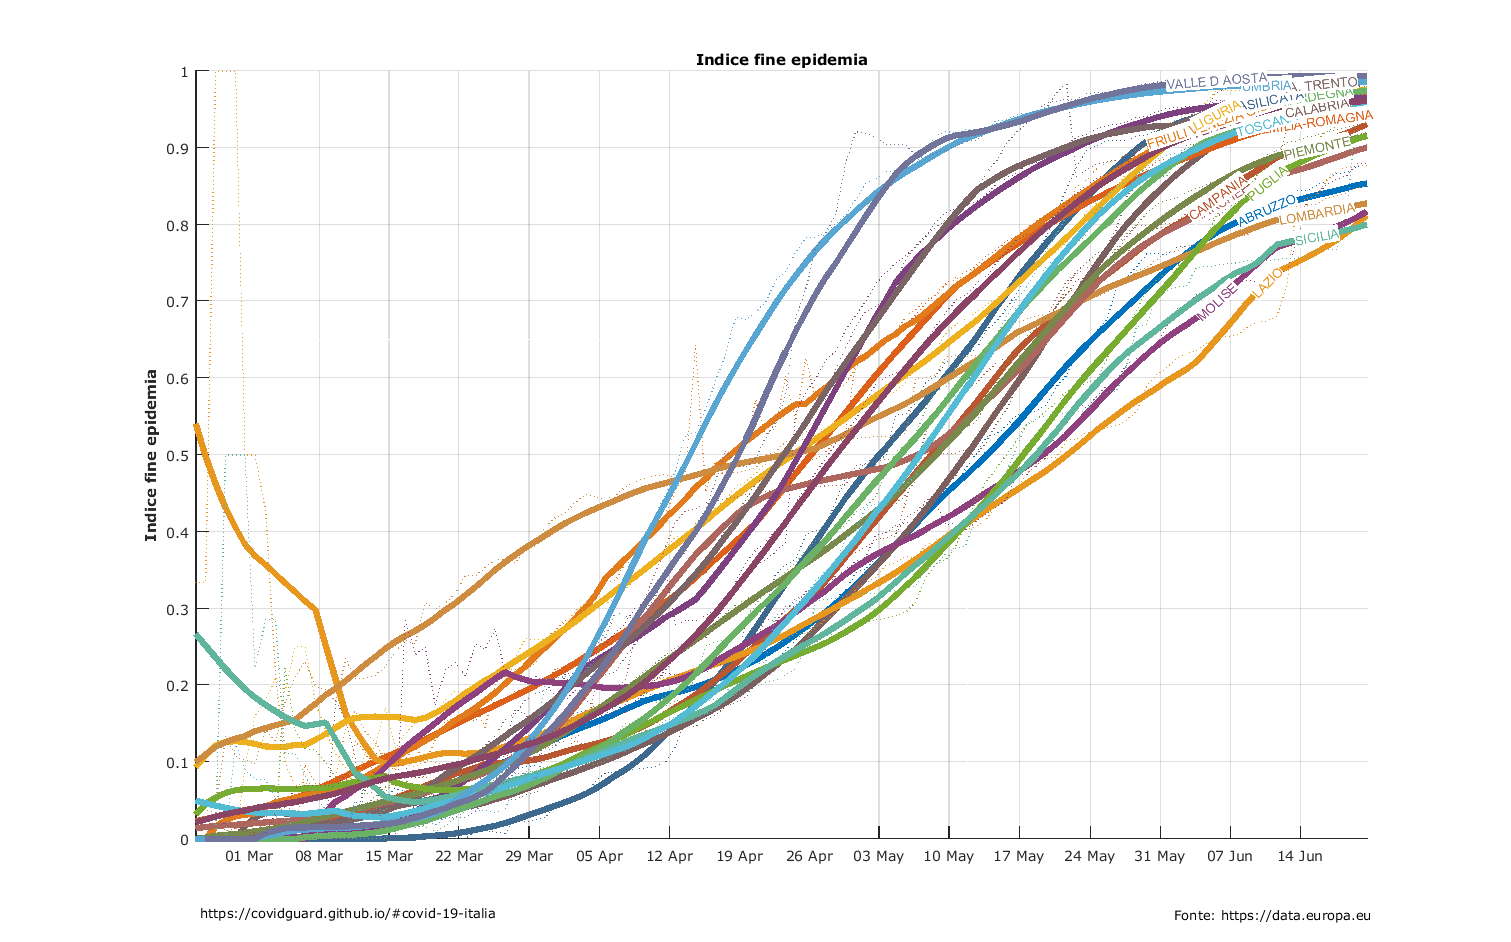 Indice fine epidemia
1
VALLE D AOSTA
UMBRIA
TRENTO
BASILICATA
CALABRIA
LIGURIA
TOSCANA
EMILIA-ROMAGNA
FRIULI
0.9
PIEMONTE
PUGLIA
CAMPANIA
ABRUZZO
LOMBARDIA
0.8
SICILIA
LAZIO
MOLISE
0.7
0.6
0.5
Indice fine epidemia
0.4
0.3
0.2
0.1
0
01 Mar 08 Mar 15 Mar 22 Mar 29 Mar 05 Apr 12 Apr 19 Apr 26 Apr 03 May 10 May 17 May 24 May 31 May 07 Jun 14 Jun
https://covidguard.github.io/#covid-19-italia
Fonte: https://data.europa.eu